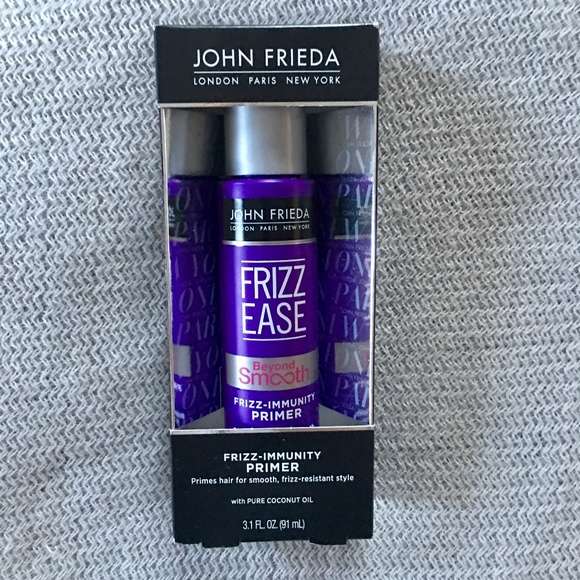 JOHN FRIEDA
LONDON PARIS NEW YORK
JOHN FRIEDA
LONDON PARIS NEW YORK
FRIZZ
EASE
Beyond
Smooth
FRIZZ-IMMUNITY
PRIMER
FRIZZ-IMMUNITY
PRIMER
Primes hair for smooth, frizz-resistant style
with PURE COCONUT OIL
3.1 FL. OZ. (91 mL)